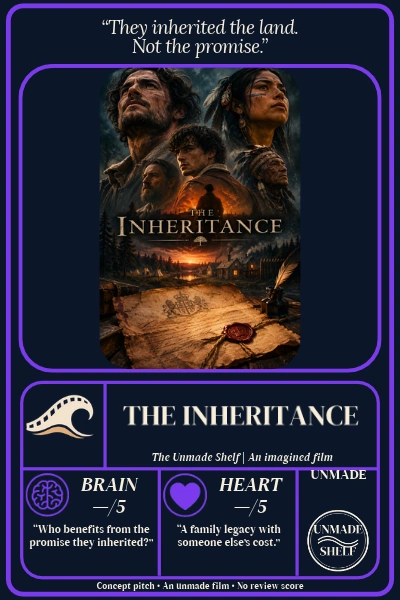 “They inherited the land.
Not the promise.”
THE
INHERITANCE
THE INHERITANCE
The Unmade Shelf | An imagined film
BRAIN
—/5
“Who benefits from the
promise they inherited?”
HEART
—/5
“A family legacy with
someone else’s cost.”
UNMADE
UNMADE
SHELF
Concept pitch • An unmade film • No review score